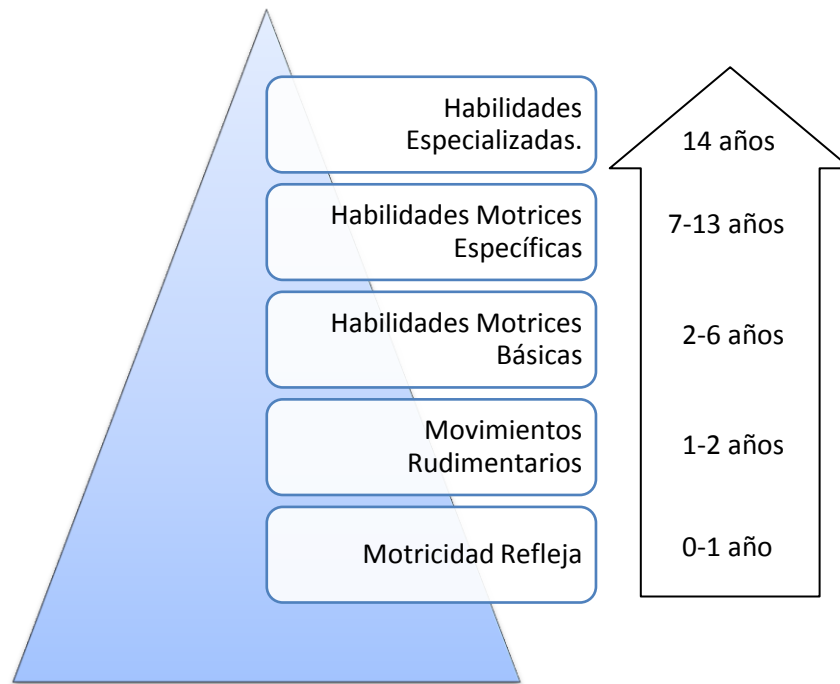 Habilidades
Especializadas.
14 años
Habilidades Motrices
Específicas
7-13 años
Habilidades Motrices
Básicas
2-6 años
Movimientos
Rudimentarios
1-2 años
Motricidad Refleja
0-1 año